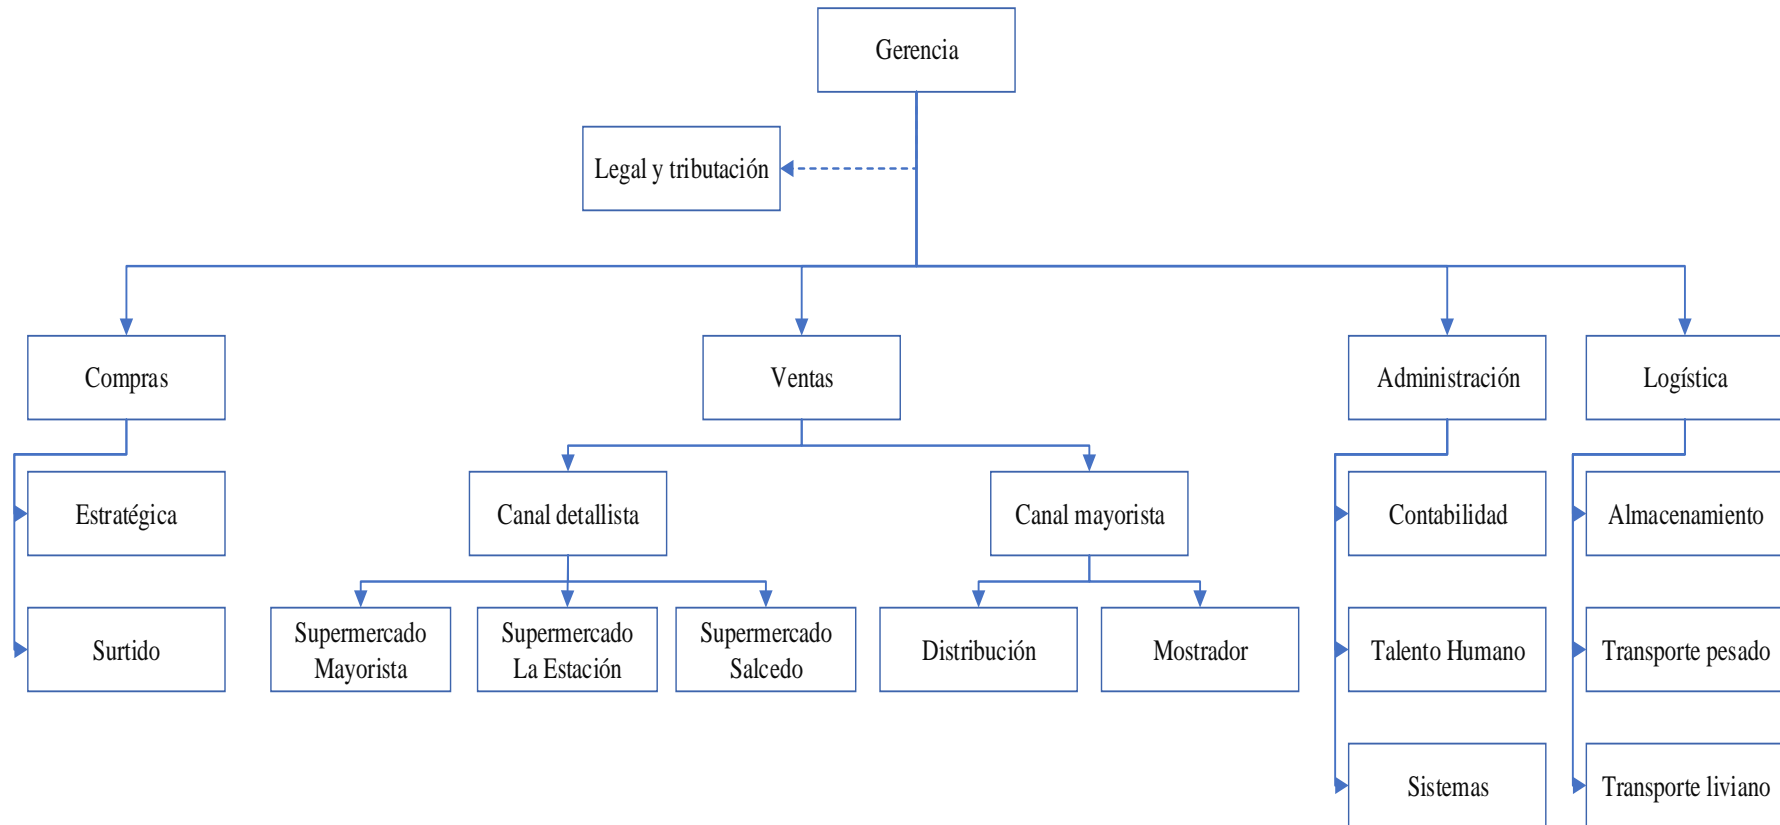 Gerencia
Legal y tributación
Compras
Ventas
Administración
Logística
Estratégica
Canal detallista
Canal mayorista
Contabilidad
Almacenamiento
Surtido
Supermercado
Mayorista
Supermercado
La Estación
Supermercado
Salcedo
Distribución
Mostrador
Talento Humano
Transporte pesado
Sistemas
Transporte liviano